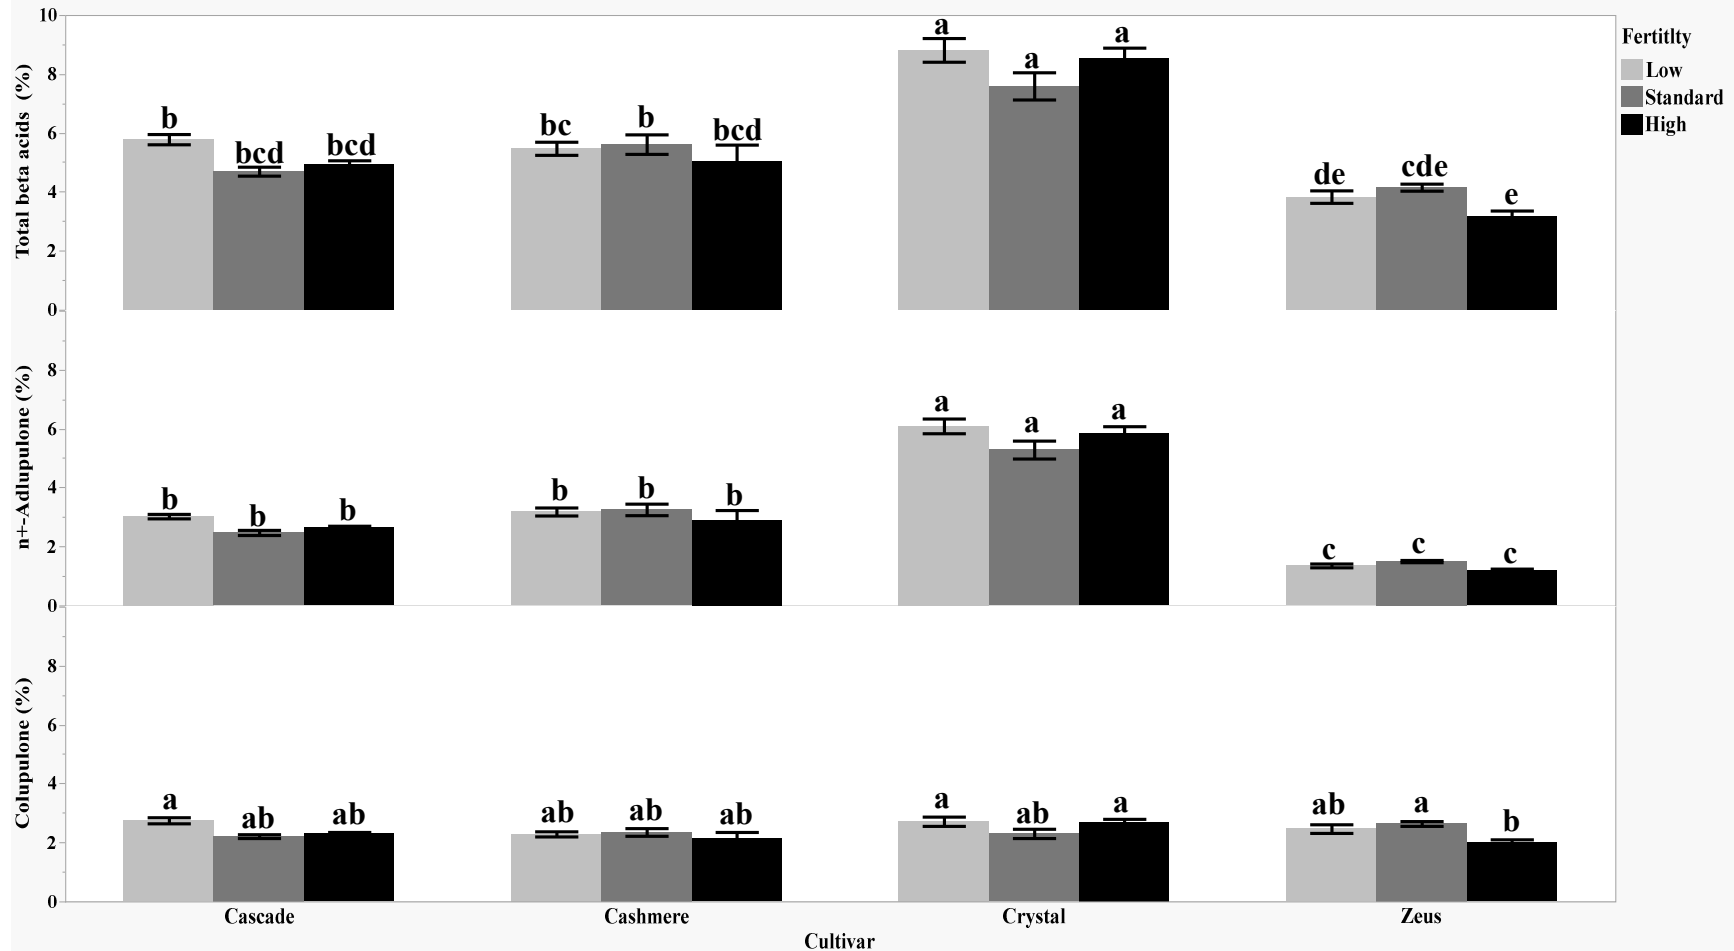 Fertitlty
Low
Standard
High
Total beta acids (%)
10
8
6
4
2
0
b
bcd
bcd
bc
b
bcd
a
a
a
de
cde
e
n+-Adlupulone (%)
8
6
4
2
0
b
b
b
b
b
b
a
a
a
c
c
c
Colupulone (%)
8
6
4
2
0
a
ab
ab
ab
ab
ab
a
ab
a
ab
a
b
Cascade
Cashmere
Crystal
Zeus
Cultivar